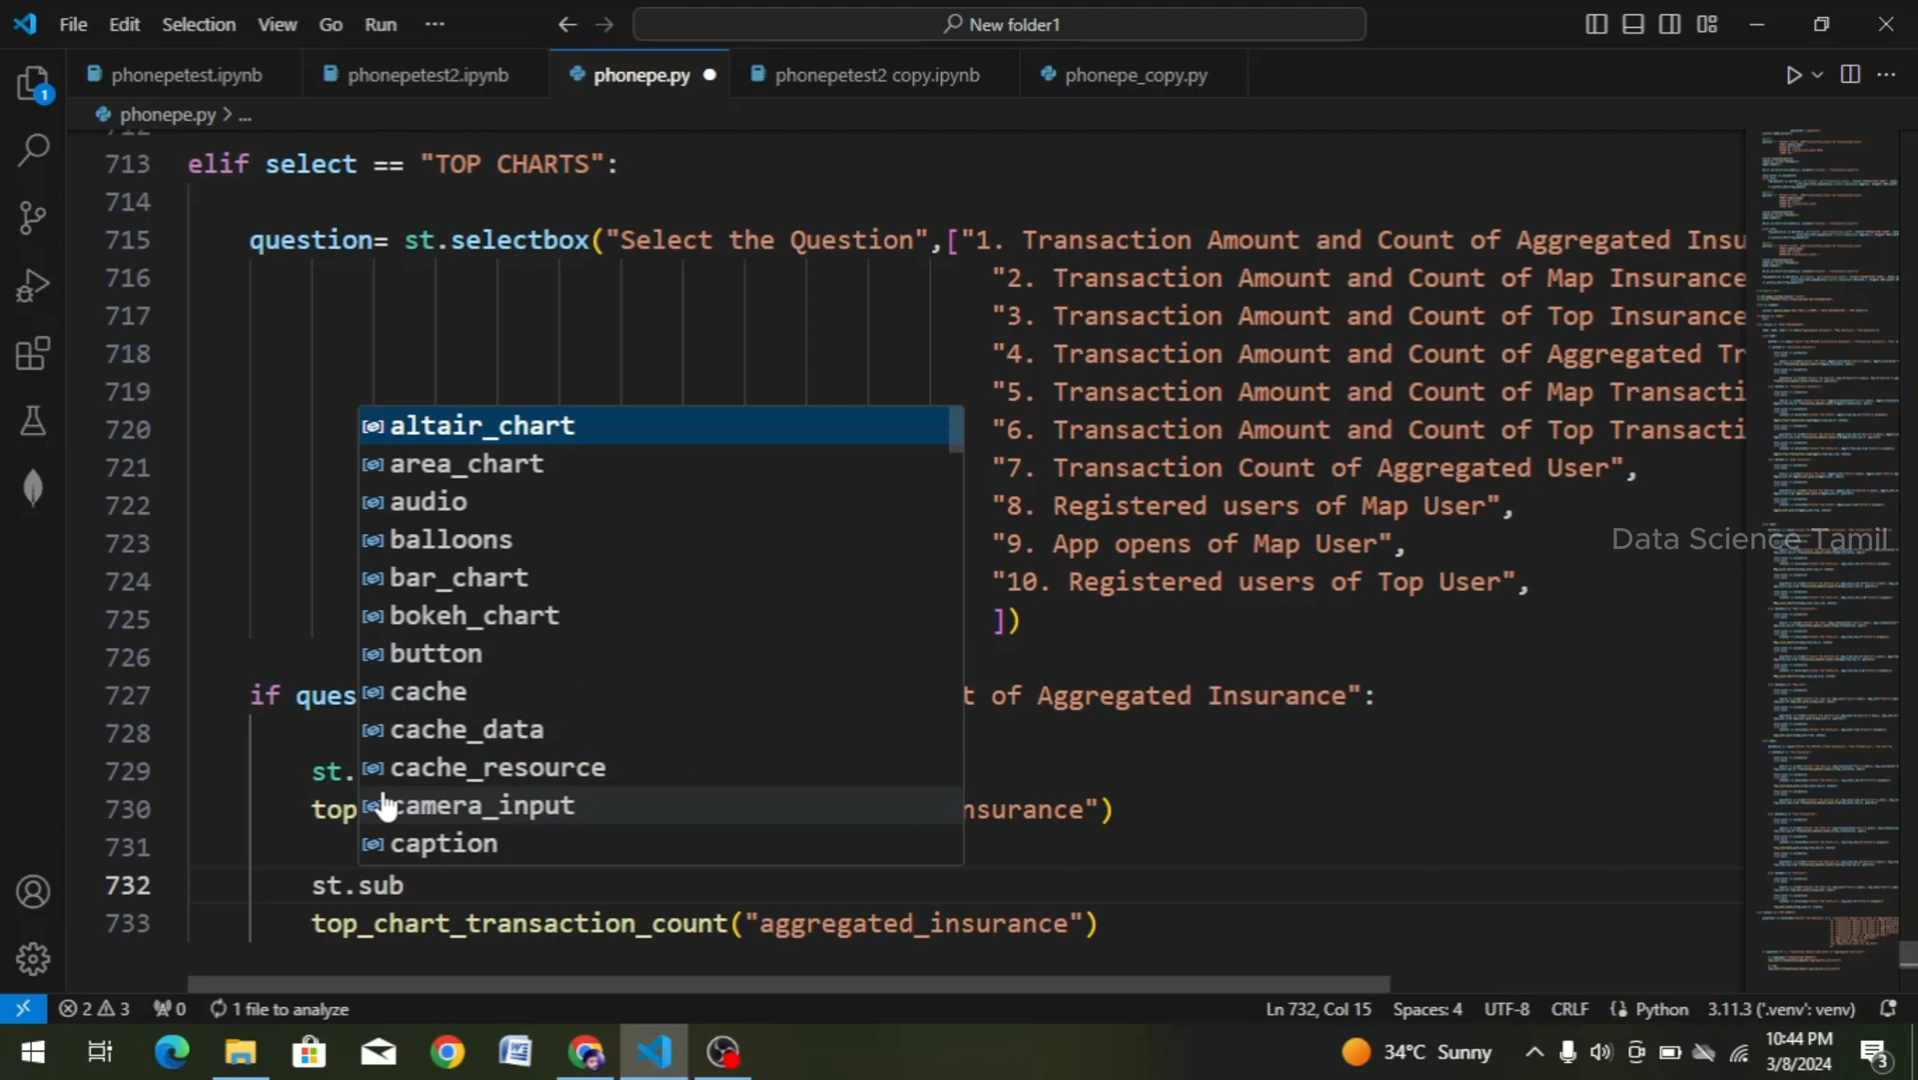 File Edit Selection View Go Run ··· New folder1
phonepetest.ipynb phonepetest2.ipynb phonepe.py phonepetest2 copy.ipynb phonepe_copy.py
phonepe.py > ...
712
713 elif select == "TOP CHARTS":
714
715 question= st.selectbox("Select the Question",["1. Transaction Amount and Count of Aggregated Insu
716 "2. Transaction Amount and Count of Map Insurance
717 "3. Transaction Amount and Count of Top Insurance
718 "4. Transaction Amount and Count of Aggregated Tr
719 "5. Transaction Amount and Count of Map Transacti
720 "6. Transaction Amount and Count of Top Transacti
721 "7. Transaction Count of Aggregated User",
722 "8. Registered users of Map User",
723 "9. App opens of Map User",
724 "10. Registered users of Top User",
725 ])
726
727 if ques t of Aggregated Insurance":
728
729 st.
730 top nsurance")
731
732 st.sub
733 top_chart_transaction_count("aggregated_insurance")
altair_chart
area_chart
audio
balloons
bar_chart
bokeh_chart
button
cache
cache_data
cache_resource
camera_input
caption
Data Science Tamil
1
2 3 0 1 file to analyze Ln 732, Col 15 Spaces: 4 UTF-8 CRLF Python 3.11.3 ('.venv': venv)
34°C Sunny 10:44 PM
3/8/2024 3